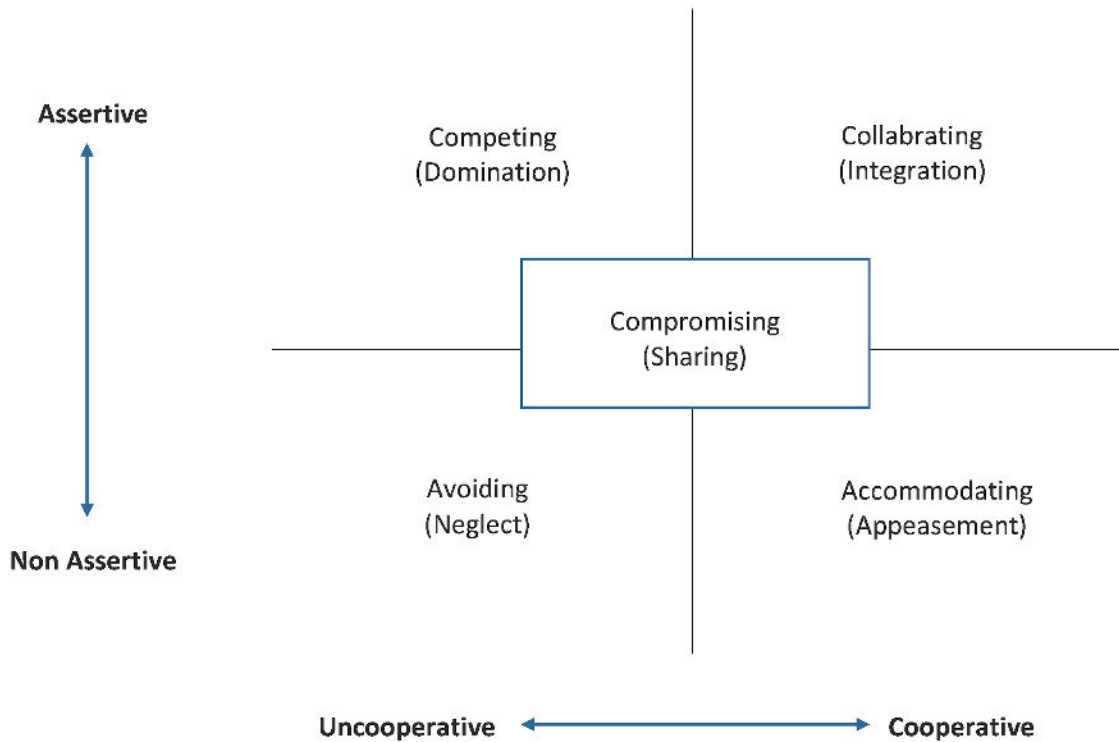 Assertive
Competing
(Domination)
Collabrating
(Integration)
Compromising
(Sharing)
Avoiding
(Neglect)
Accommodating
(Appeasement)
Non Assertive
Uncooperative
Cooperative